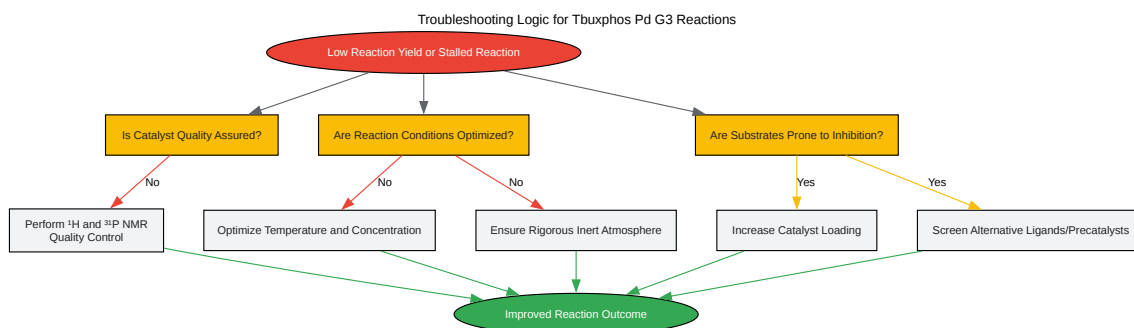 Troubleshooting Logic for Tbuxphos Pd G3 Reactions
Low Reaction Yield or Stalled Reaction
Is Catalyst Quality Assured?
Are Reaction Conditions Optimized?
Are Substrates Prone to Inhibition?
No
No
No
Yes
Yes
Perform ¹H and ³¹P NMR
Quality Control
Optimize Temperature and Concentration
Ensure Rigorous Inert Atmosphere
Increase Catalyst Loading
Screen Alternative Ligands/Precatalysts
Improved Reaction Outcome